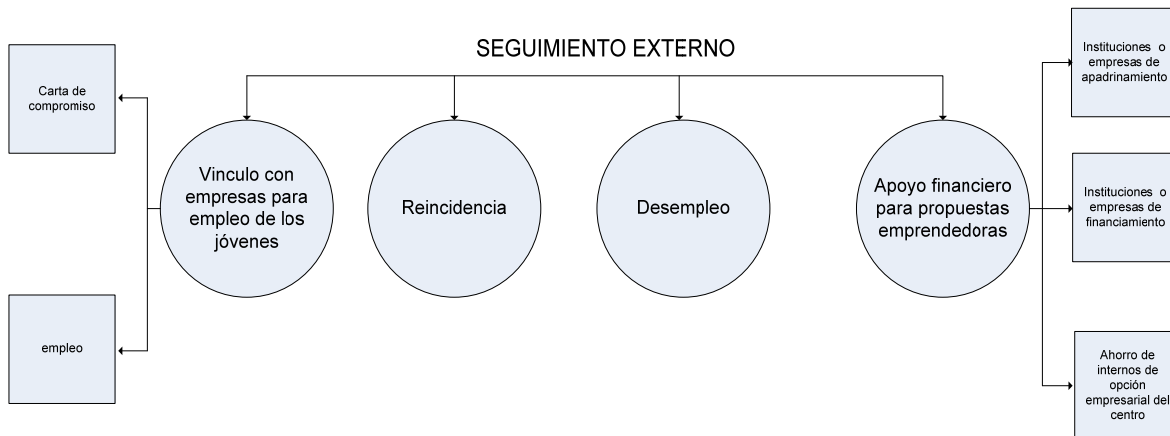 SEGUIMIENTO EXTERNO
Carta de
compromiso
empleo
Vinculo con
empresas para
empleo de los
jóvenes
Reincidencia
Desempleo
Apoyo financiero
para propuestas
emprendedoras
Instituciones o
empresas de
apadrinamiento
Instituciones o
empresas de
financiamiento
Ahorro de
internos de
opción
empresarial del
centro